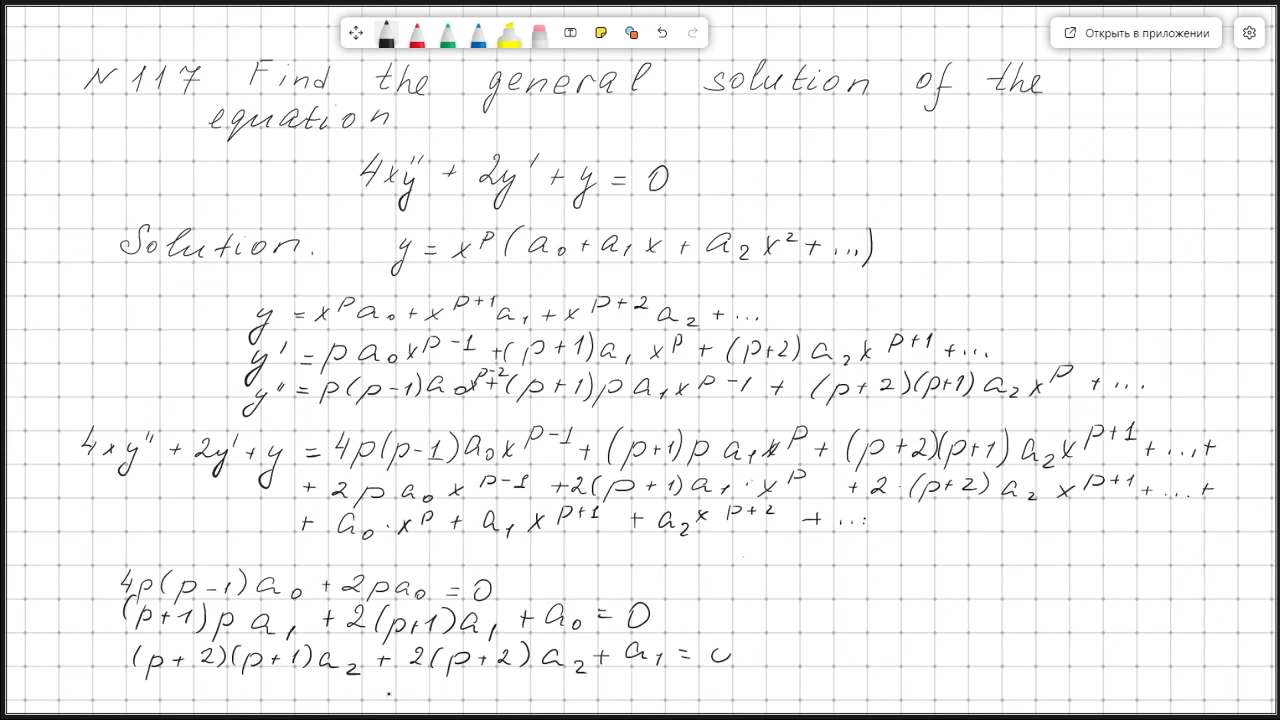 Открыть в приложении
N 117 Find the general solution of the
equation
4xy'' + 2y' + y = 0
Solution. y = x^p (a_0 + a_1 x + a_2 x^2 + ...)
y = x^p a_0 + x^{p+1} a_1 + x^{p+2} a_2 + ...
y' = p a_0 x^{p-1} + (p+1) a_1 x^p + (p+2) a_2 x^{p+1} + ...
y'' = p(p-1) a_0 x^{p-2} + (p+1) p a_1 x^{p-1} + (p+2)(p+1) a_2 x^p + ...
4xy'' + 2y' + y = 4p(p-1) a_0 x^{p-1} + (p+1) p a_1 x^p + (p+2)(p+1) a_2 x^{p+1} + ... +
+ 2p a_0 x^{p-1} + 2(p+1) a_1 · x^p + 2 · (p+2) a_2 x^{p+1} + ... +
+ a_0 · x^p + a_1 x^{p+1} + a_2 x^{p+2} + ...
4p(p-1) a_0 + 2p a_0 = 0
(p+1) p a_1 + 2(p+1) a_1 + a_0 = 0
(p+2)(p+1) a_2 + 2(p+2) a_2 + a_1 = 0